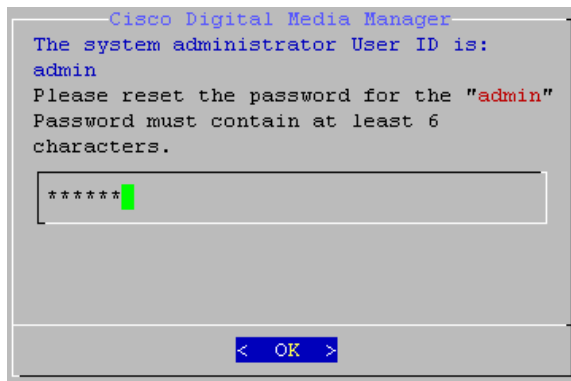 Cisco Digital Media Manager
The system administrator User ID is:
admin
Please reset the password for the "admin"
Password must contain at least 6
characters.
******
< OK >